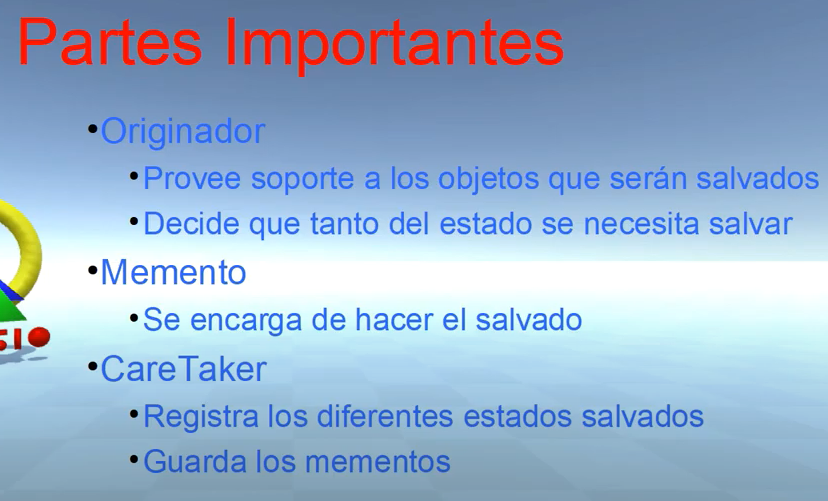 Partes Importantes
•Originador
•Provee soporte a los objetos que serán salvados
•Decide que tanto del estado se necesita salvar
•Memento
•Se encarga de hacer el salvado
•CareTaker
•Registra los diferentes estados salvados
•Guarda los mementos